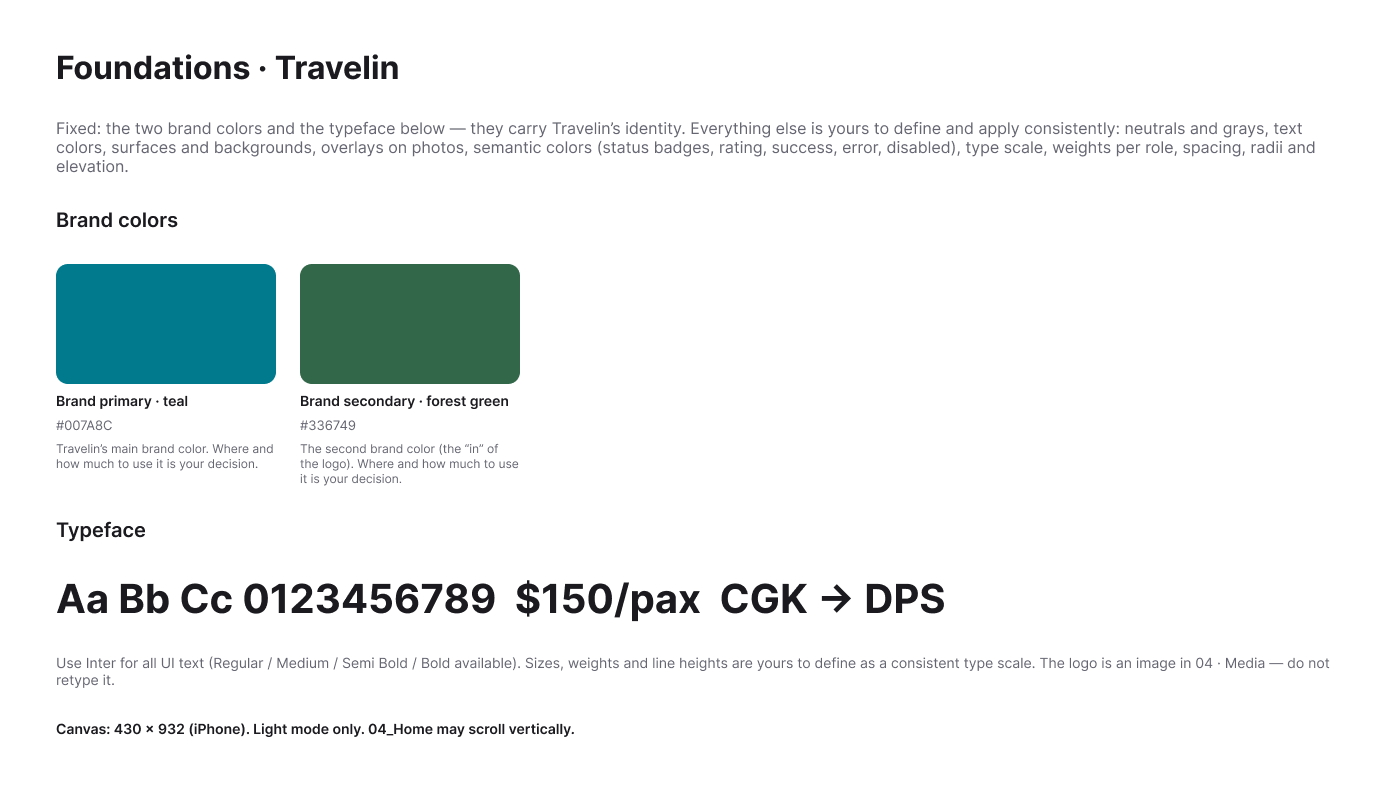 Foundations · Travelin
Fixed: the two brand colors and the typeface below — they carry Travelin’s identity. Everything else is yours to define and apply consistently: neutrals and grays, text
colors, surfaces and backgrounds, overlays on photos, semantic colors (status badges, rating, success, error, disabled), type scale, weights per role, spacing, radii and
elevation.
Brand colors
Brand primary · teal
#007A8C
Travelin’s main brand color. Where and
how much to use it is your decision.
Brand secondary · forest green
#336749
The second brand color (the “in” of
the logo). Where and how much to use
it is your decision.
Typeface
Aa Bb Cc 0123456789  $150/pax  CGK → DPS
Use Inter for all UI text (Regular / Medium / Semi Bold / Bold available). Sizes, weights and line heights are yours to define as a consistent type scale. The logo is an image in 04 · Media — do not
retype it.
Canvas: 430 × 932 (iPhone). Light mode only. 04_Home may scroll vertically.